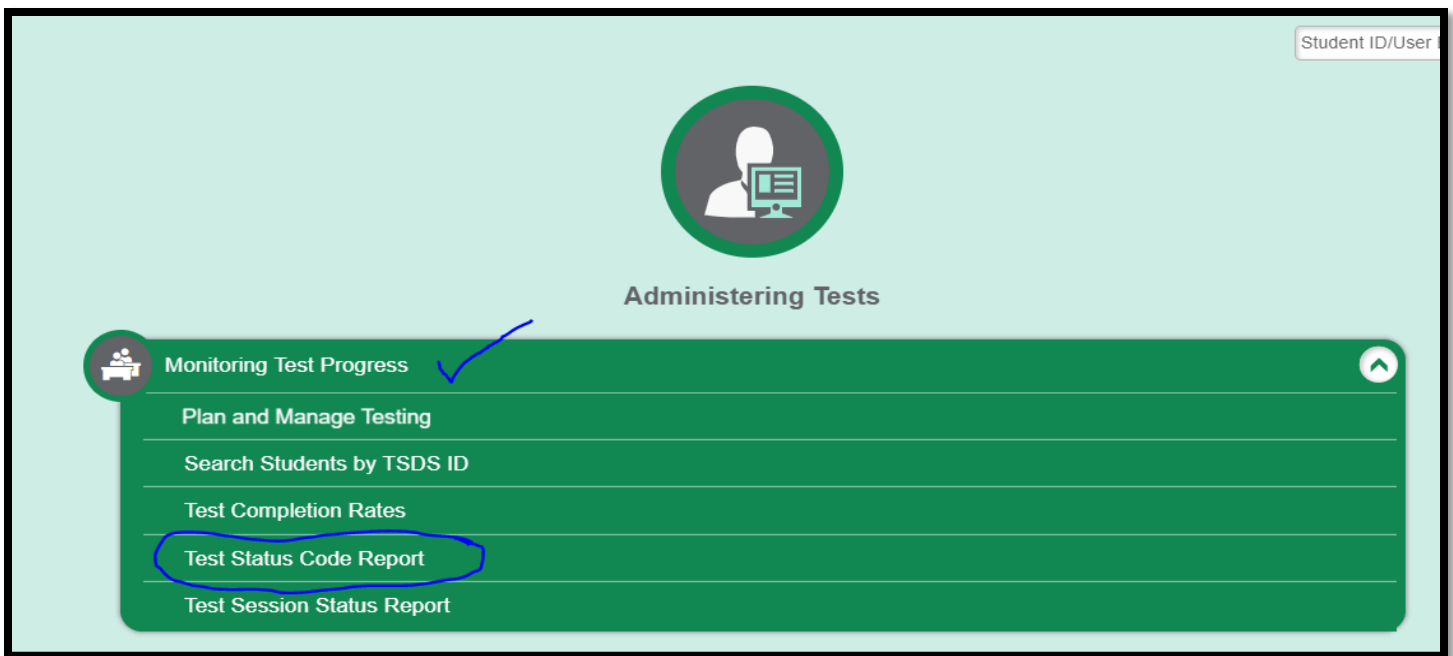 Student ID/User
Administering Tests
Monitoring Test Progress
Plan and Manage Testing
Search Students by TSDS ID
Test Completion Rates
Test Status Code Report
Test Session Status Report